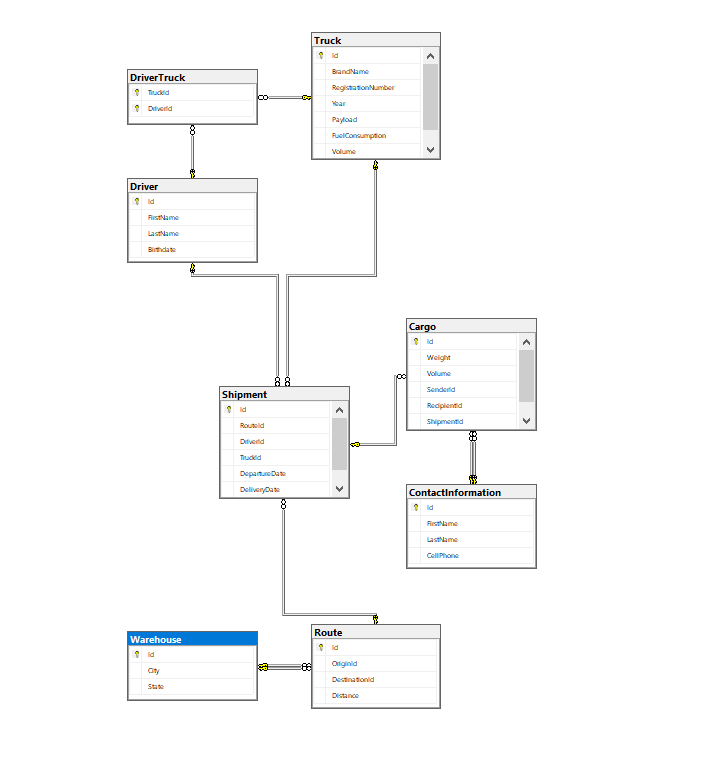 Truck
Id
BrandName
RegistrationNumber
Year
Payload
FuelConsumption
Volume
DriverTruck
TruckId
DriverId
Driver
Id
FirstName
LastName
Birthdate
Cargo
Id
Weight
Volume
SenderId
RecipientId
ShipmentId
Shipment
Id
RouteId
DriverId
TruckId
DepartureDate
DeliveryDate
ContactInformation
Id
FirstName
LastName
CellPhone
Route
Id
OriginId
DestinationId
Distance
Warehouse
Id
City
State